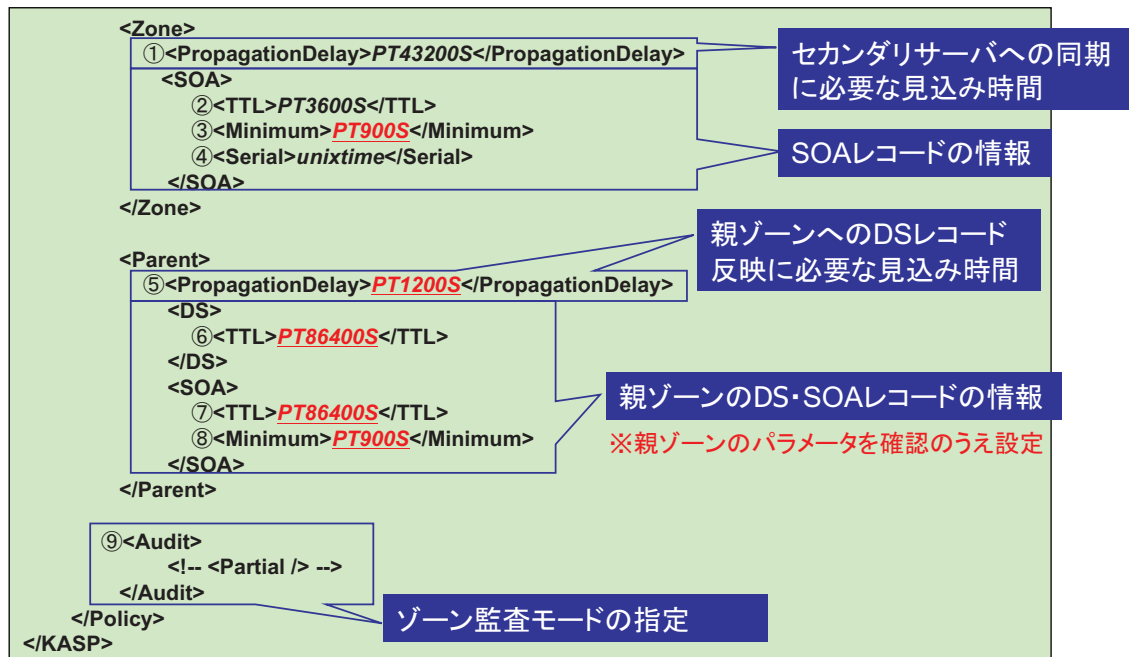 <Zone>
①<PropagationDelay>PT43200S</PropagationDelay>
セカンダリサーバへの同期
に必要な見込み時間
<SOA>
②<TTL>PT3600S</TTL>
③<Minimum>PT900S</Minimum>
④<Serial>unixtime</Serial>
SOAレコードの情報
</SOA>
</Zone>
親ゾーンへのDSレコード
反映に必要な見込み時間
<Parent>
⑤<PropagationDelay>PT1200S</PropagationDelay>
<DS>
⑥<TTL>PT86400S</TTL>
</DS>
<SOA>
親ゾーンのDS・SOAレコードの情報
⑦<TTL>PT86400S</TTL>
⑧<Minimum>PT900S</Minimum>
※親ゾーンのパラメータを確認のうえ設定
</SOA>
</Parent>
⑨<Audit>
<!-- <Partial /> -->
</Audit>
</Policy>
ゾーン監査モードの指定
</KASP>